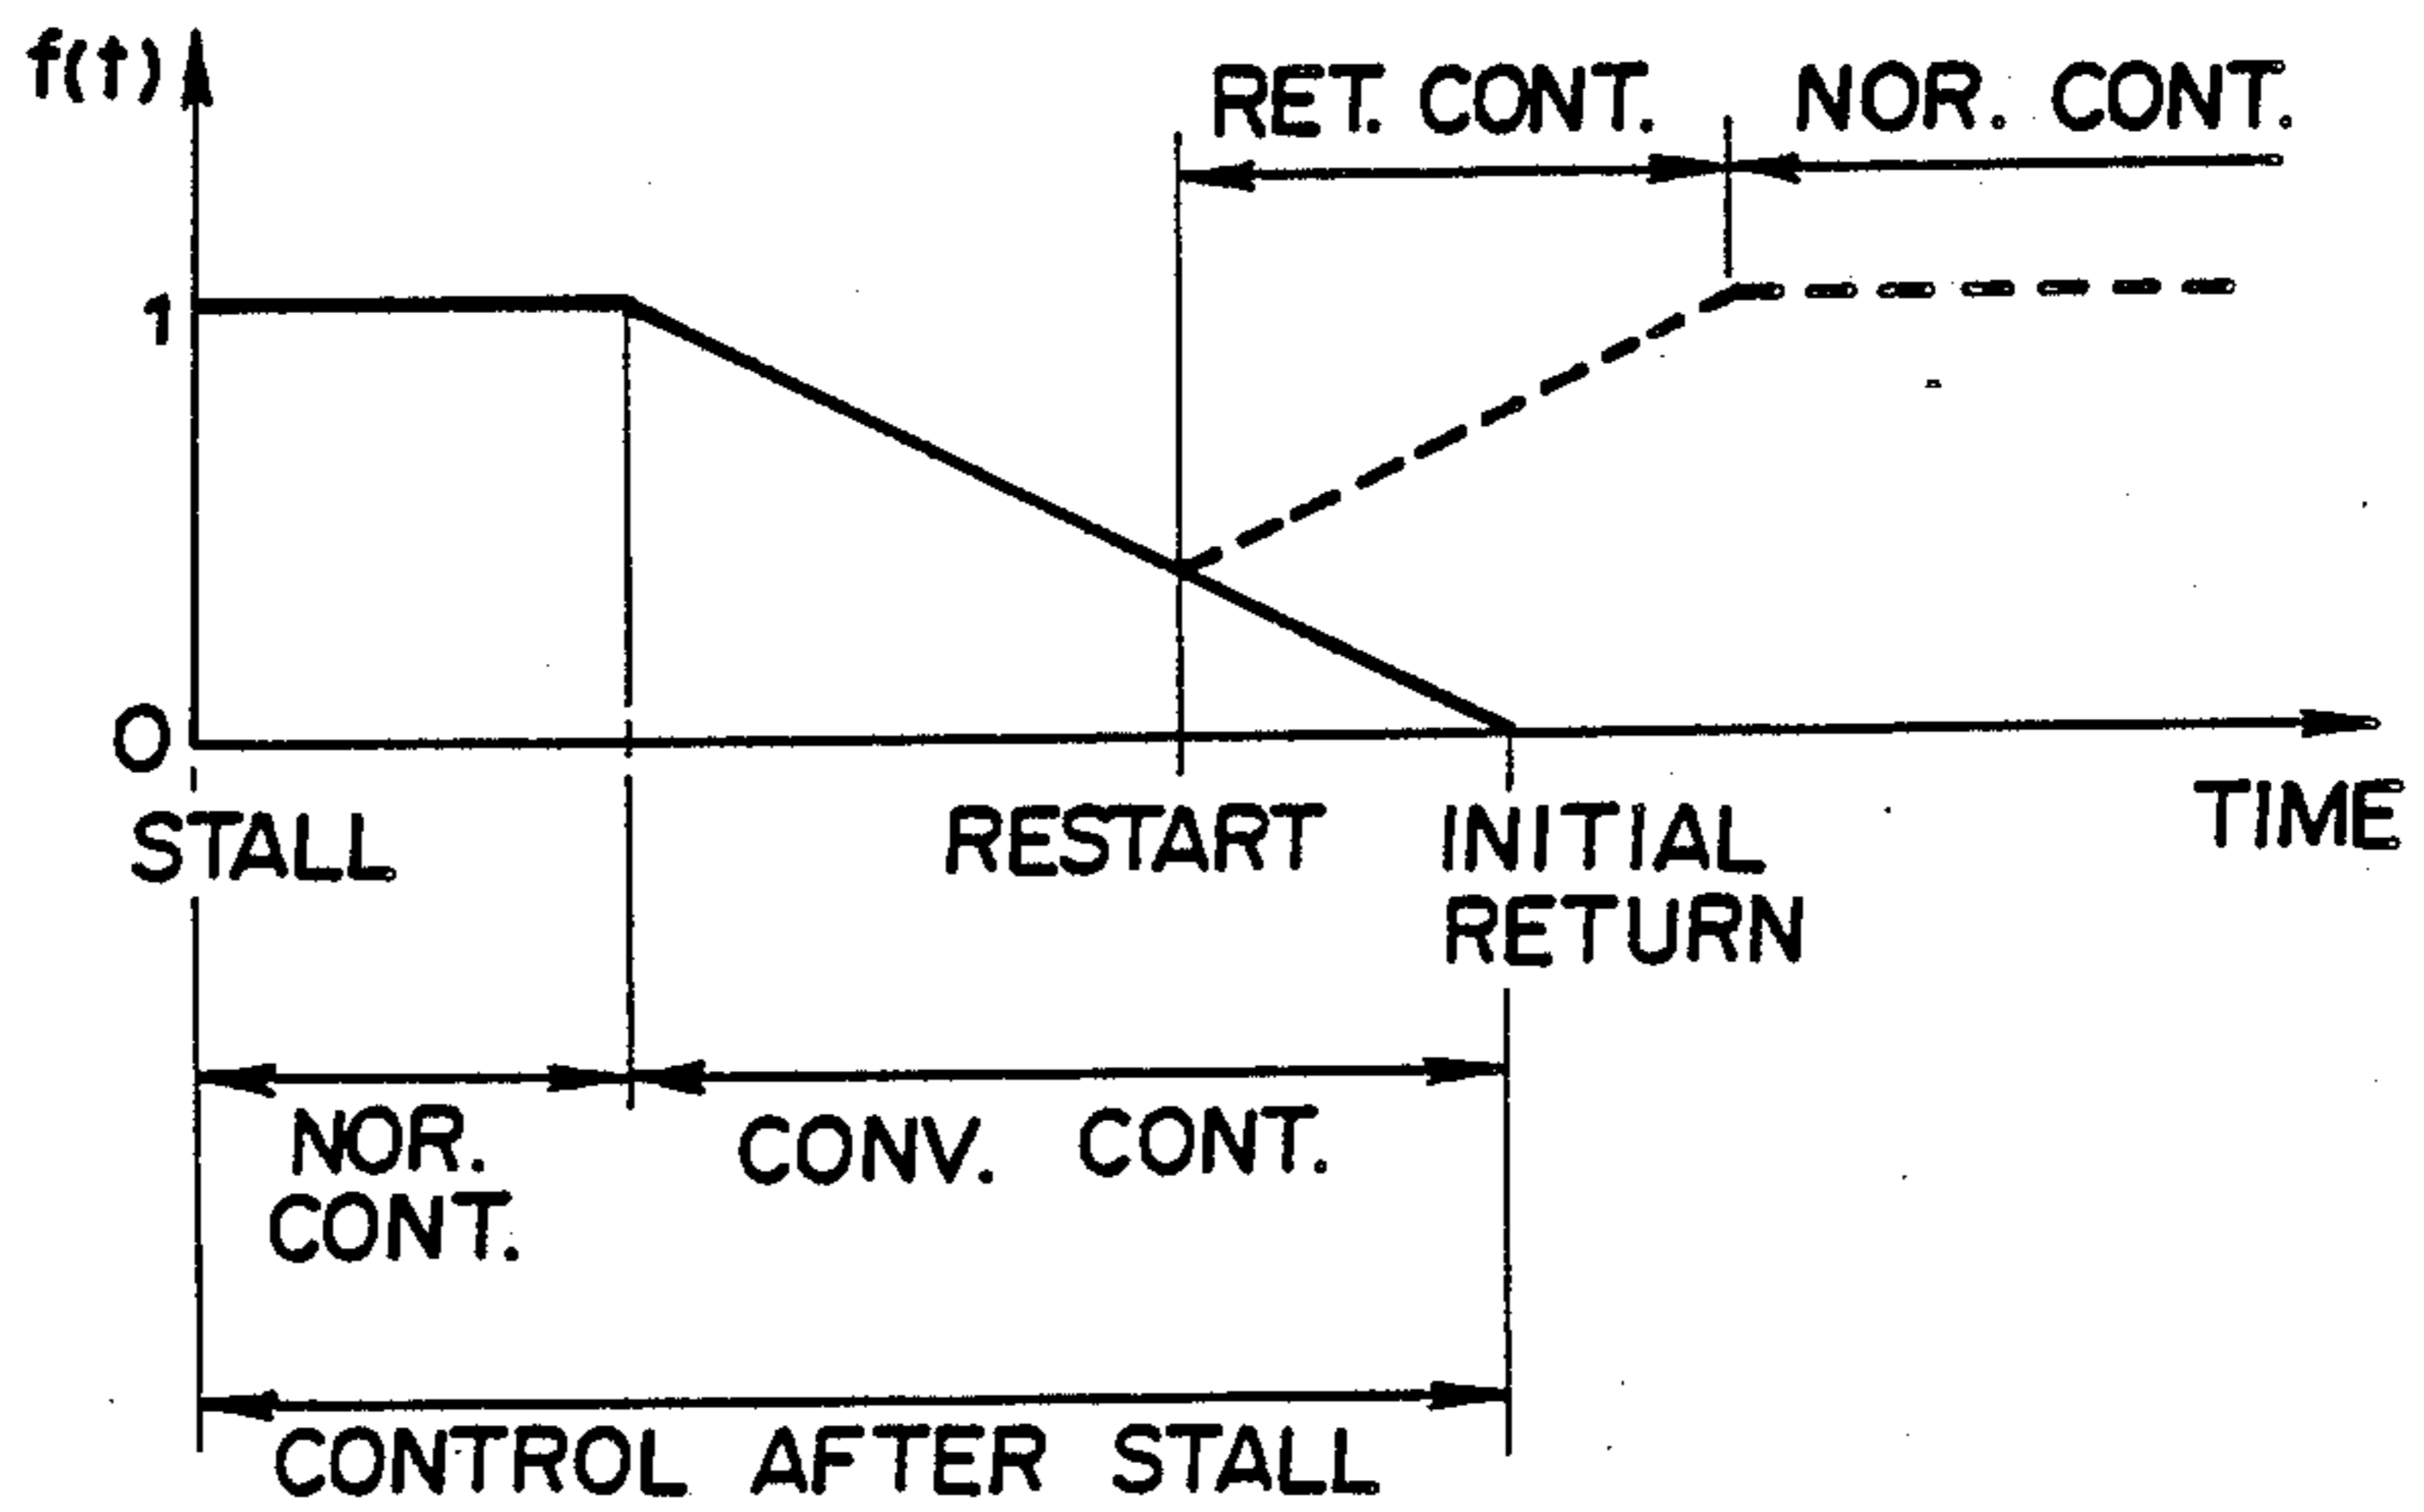 f(t)
RET. CONT.
NOR. CONT.
1
0
STALL
RESTART
INITIAL
RETURN
TIME
NOR.
CONT.
CONV. CONT.
CONTROL AFTER STALL